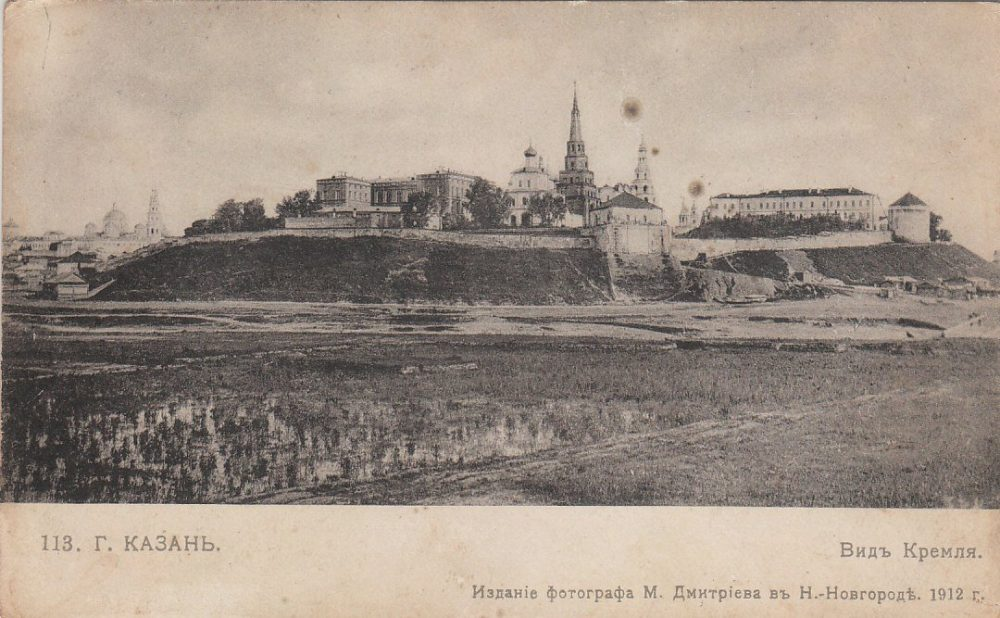 113. Г. КАЗАНЬ.
Видъ Кремля.
Изданіе фотографа М. Дмитріева въ Н.-Новгородѣ. 1912 г.